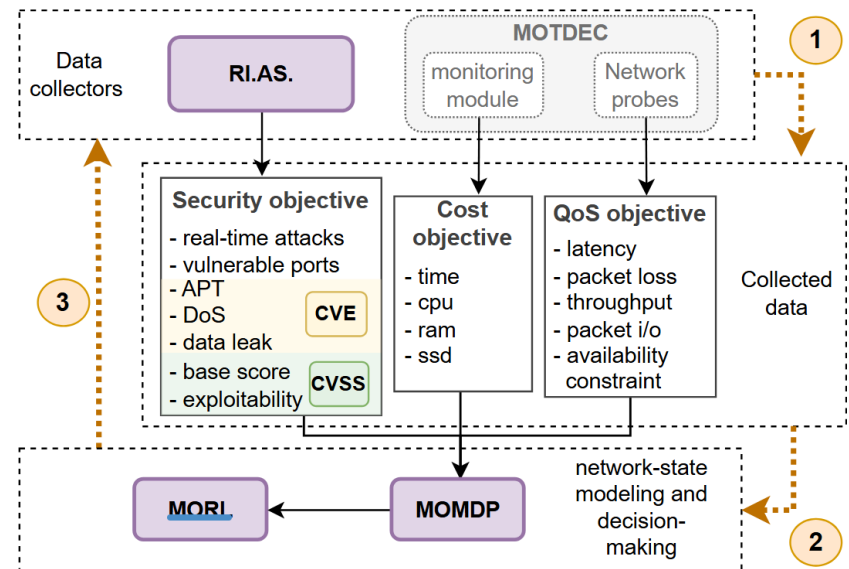 Data
collectors
RI.AS.
MOTDEC
monitoring
module
Network
probes
1
Security objective
- real-time attacks
- vulnerable ports
- APT
- DoS
- data leak
CVE
- base score
- exploitability
CVSS
Cost
objective
- time
- cpu
- ram
- ssd
QoS objective
- latency
- packet loss
- throughput
- packet i/o
- availability
constraint
Collected
data
3
MORL
MOMDP
network-state
modeling and
decision-
making
2